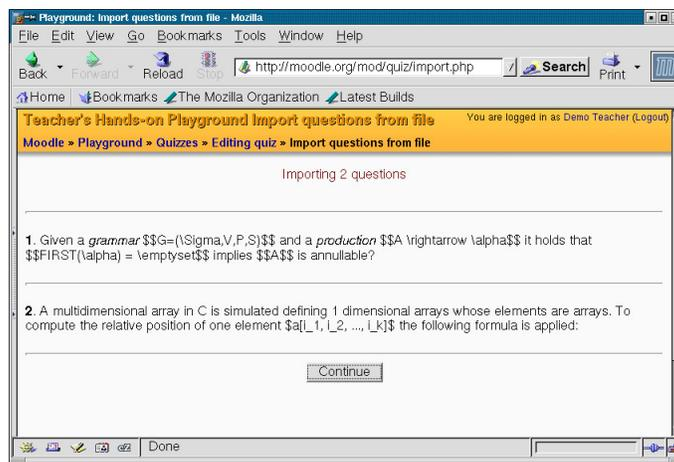 Playground: Import questions from file - Mozilla
File Edit View Go Bookmarks Tools Window Help
Back Forward Reload Stop http://moodle.org/mod/quiz/import.php Search Print
Home Bookmarks The Mozilla Organization Latest Builds
Teacher's Hands-on Playground Import questions from file You are logged in as Demo Teacher (Logout)
Moodle » Playground » Quizzes » Editing quiz » Import questions from file
Importing 2 questions
1. Given a grammar $$G=(\Sigma,V,P,S)$$ and a production $$A \rightarrow \alpha$$ it holds that
$$FIRST(\alpha) = \emptyset$$ implies $$A$$ is annullable?
2. A multidimensional array in C is simulated defining 1 dimensional arrays whose elements are arrays. To
compute the relative position of one element $a[i_1, i_2, ..., i_k]$ the following formula is applied:
Continue
Done